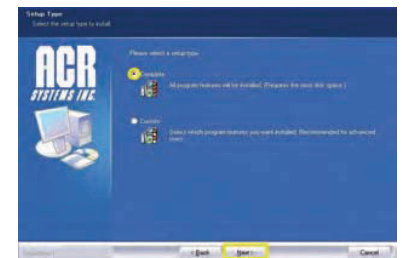 Setup Type
Select the setup type to install.
ACR
SYSTEMS INC.
Please select a setup type.
Complete
All program features will be installed. (Requires the most disk space.)
Custom
Select which program features you want installed. Recommended for advanced
users.
< Back
Next >
Cancel